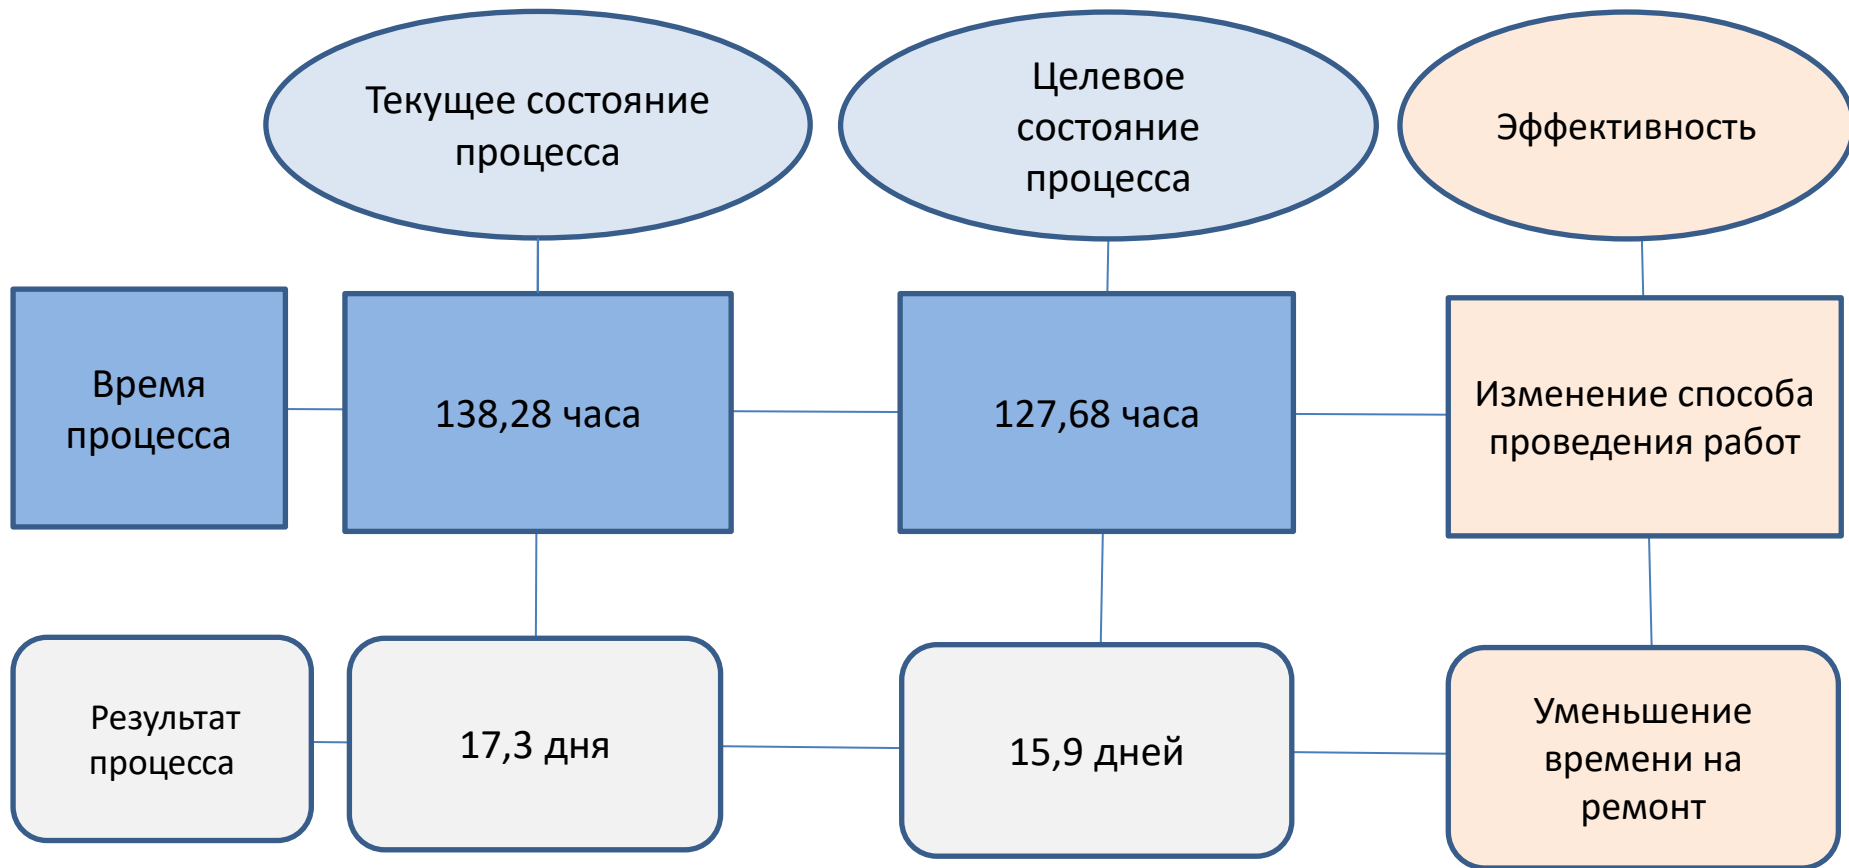 Текущее состояние
процесса
Целевое
состояние
процесса
Эффективность
Время
процесса
138,28 часа
127,68 часа
Изменение способа
проведения работ
Результат
процесса
17,3 дня
15,9 дней
Уменьшение
времени на
ремонт